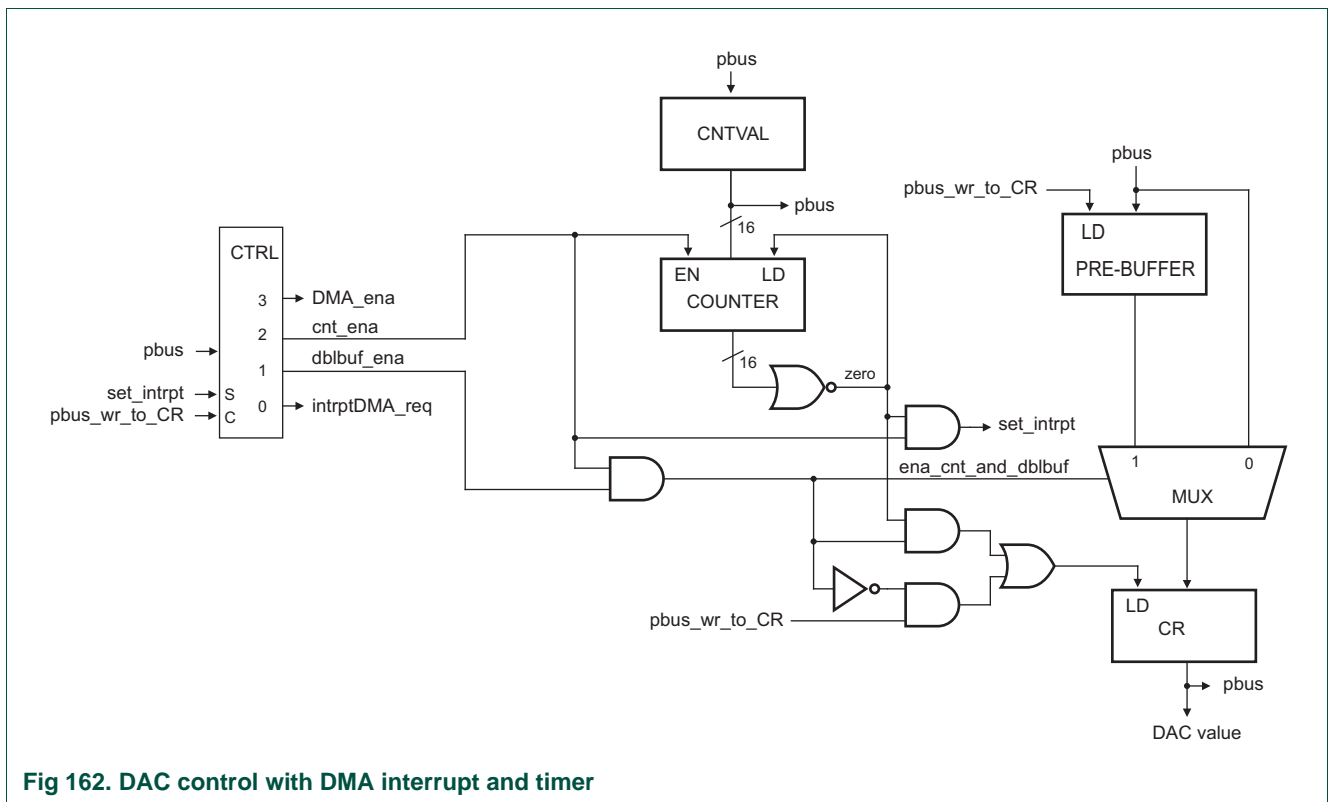 pbus
CNTVAL
pbus
pbus_wr_to_CR
pbus
16
LD
PRE-BUFFER
CTRL
EN LD
COUNTER
3 DMA_ena
2 cnt_ena
pbus
1 dblbuf_ena
16
zero
set_intrpt S
0 intrptDMA_req
pbus_wr_to_CR C
set_intrpt
ena_cnt_and_dblbuf
1 0
MUX
pbus_wr_to_CR
LD
CR
pbus
DAC value
Fig 162. DAC control with DMA interrupt and timer